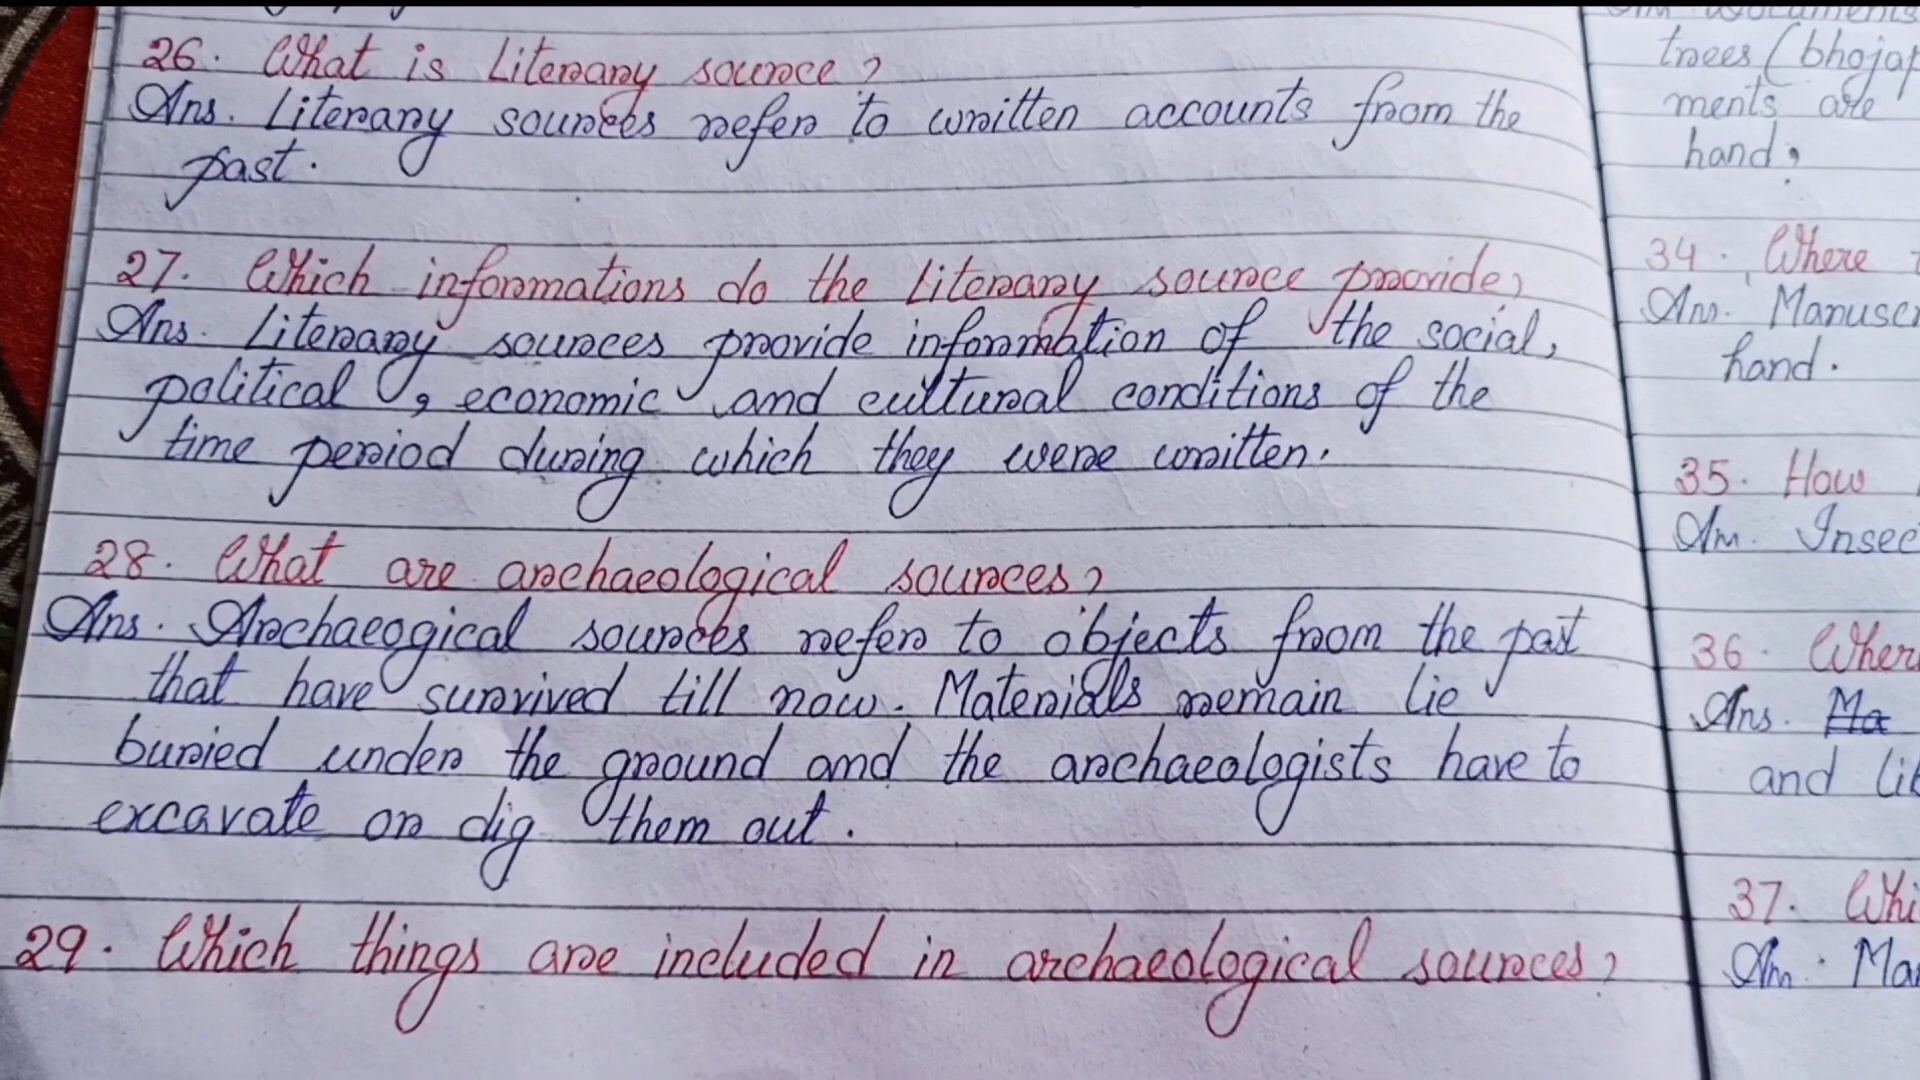 26. What is Literary source?
Ans. Literary sources refer to written accounts from the
past.
27. Which informations do the Literary source provide?
Ans. Literary sources provide information of the social,
political, economic and cultural conditions of the
time period during which they were written.
28. What are archaeological sources?
Ans. Archaeogical sources refer to objects from the past
that have survived till now. Materials remain lie
buried under the ground and the archaeologists have to
excavate or dig them out.
29. Which things are included in archaeological sources?
trees (bhojap
ments are
hand.
34. Where
Ans. Manuscr
hand.
35. How
Ans. Insec
36. Wher
Ans. Ma
and li
37. Whi
Ans. Ma